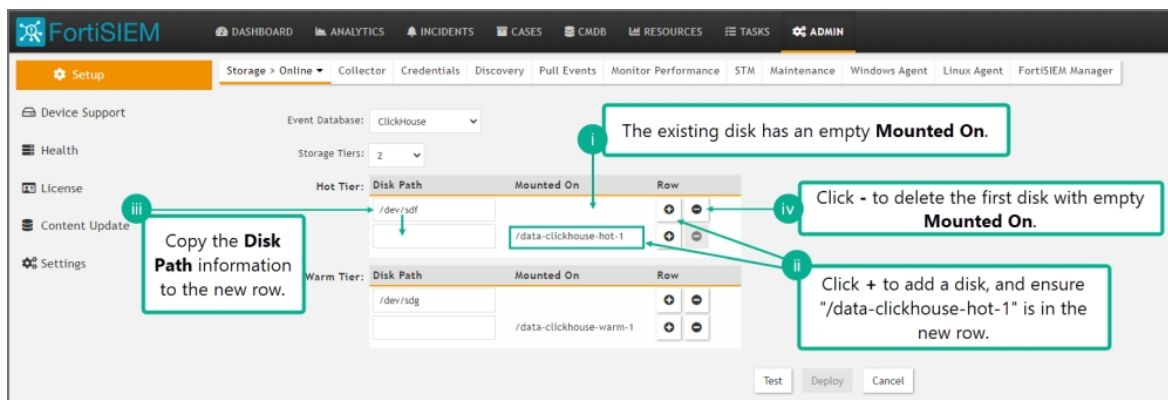 FortiSIEM
DASHBOARD ANALYTICS INCIDENTS CASES CMDB RESOURCES TASKS ADMIN
Setup
Storage > Online Collector Credentials Discovery Pull Events Monitor Performance STM Maintenance Windows Agent Linux Agent FortiSIEM Manager
Device Support
Health
License
Content Update
Settings
Event Database: ClickHouse
Storage Tiers: 2
Hot Tier: Disk Path Mounted On Row
/dev/sdf
/data-clickhouse-hot-1
Warm Tier: Disk Path Mounted On Row
/dev/sdg
/data-clickhouse-warm-1
Test Deploy Cancel
i
The existing disk has an empty Mounted On.
ii
Click + to add a disk, and ensure
"/data-clickhouse-hot-1" is in the
new row.
iii
Copy the Disk
Path information
to the new row.
iv
Click - to delete the first disk with empty
Mounted On.